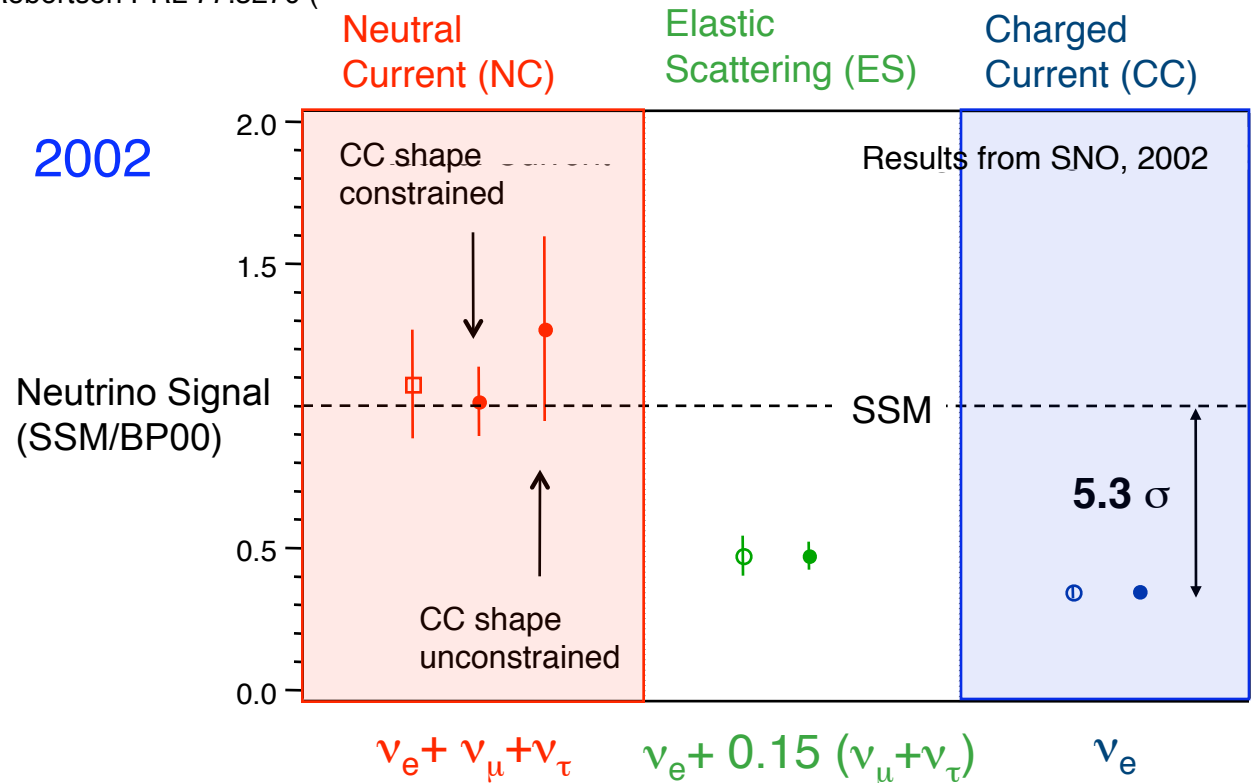 Neutral
Current (NC)
Elastic
Scattering (ES)
Charged
Current (CC)
2002
2.0
1.5
0.5
0.0
CC shape
constrained
Results from SNO, 2002
Neutrino Signal
(SSM/BP00)
SSM
5.3 σ
CC shape
unconstrained
νe+ νμ+ντ
νe+ 0.15 (νμ+ντ)
νe